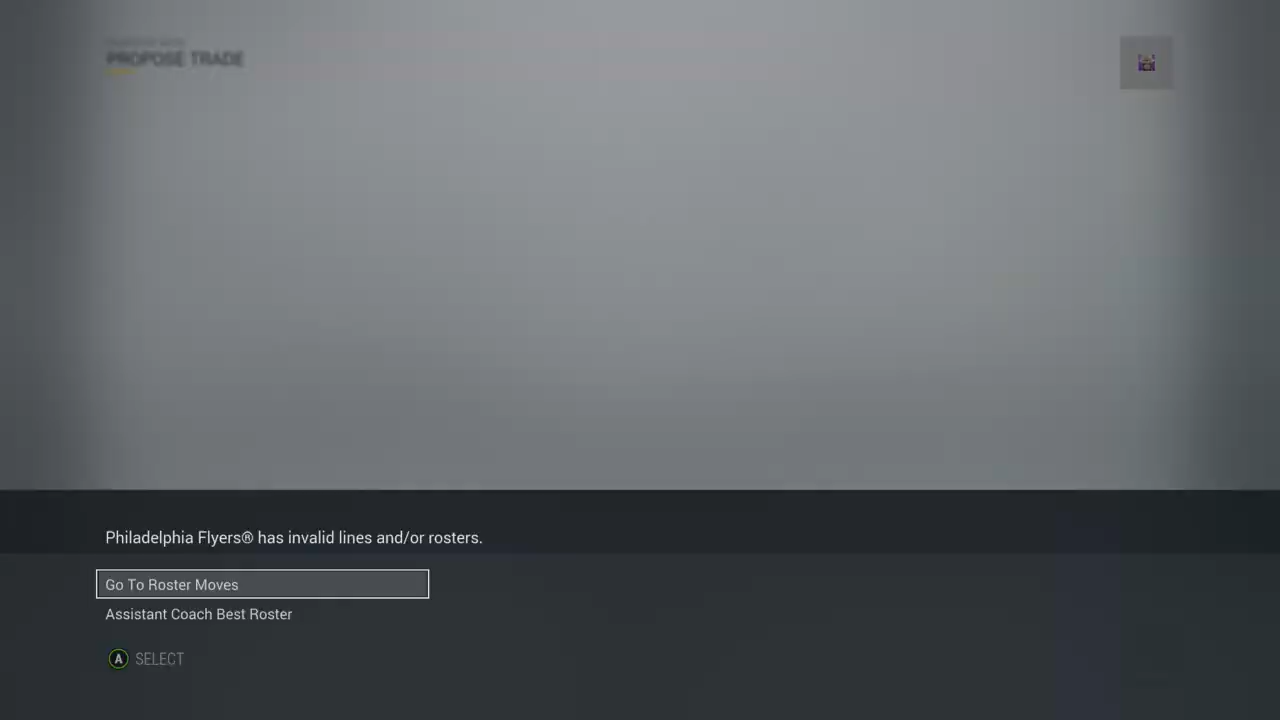 PROPOSE TRADE
Philadelphia Flyers® has invalid lines and/or rosters.
Go To Roster Moves
Assistant Coach Best Roster
A SELECT